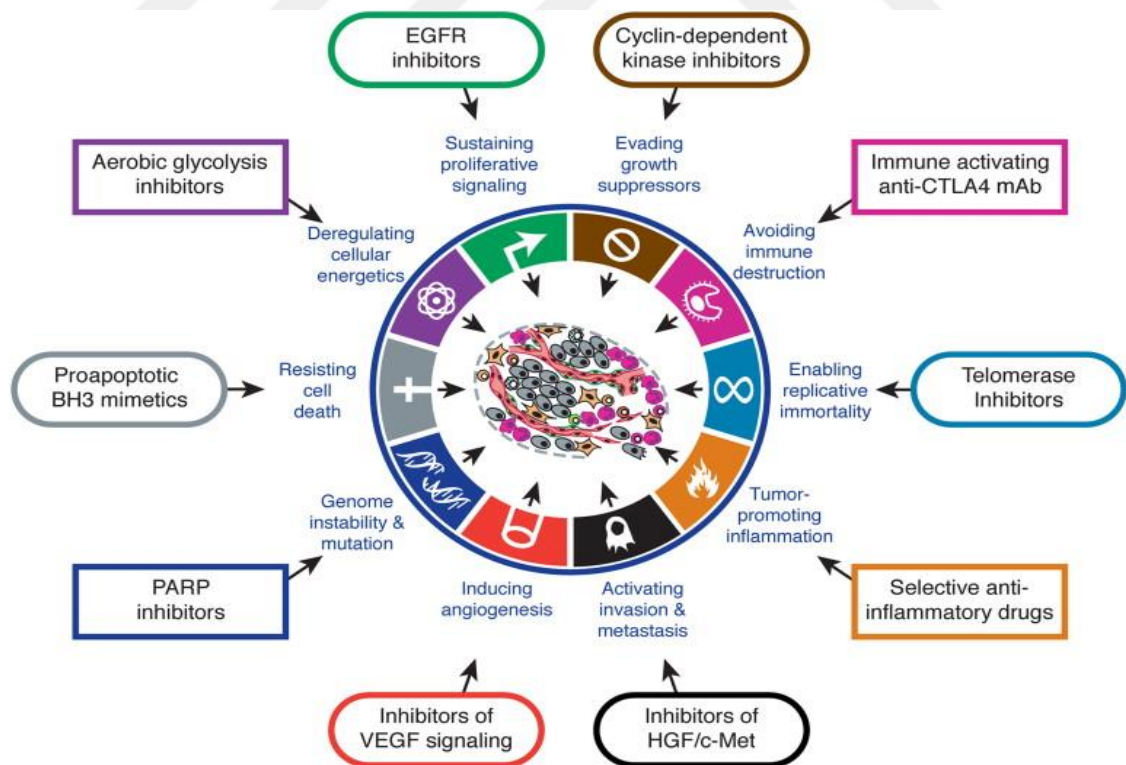 EGFR
inhibitors
Cyclin-dependent
kinase inhibitors
Aerobic glycolysis
inhibitors
Sustaining
proliferative
signaling
Evading
growth
suppressors
Immune activating
anti-CTLA4 mAb
Deregulating
cellular
energetics
Avoiding
immune
destruction
Proapoptotic
BH3 mimetics
Resisting
cell
death
Enabling
replicative
immortality
Telomerase
Inhibitors
Genome
instability &
mutation
Tumor-
promoting
inflammation
PARP
inhibitors
Inducing
angiogenesis
Activating
invasion &
metastasis
Selective anti-
inflammatory drugs
Inhibitors of
VEGF signaling
Inhibitors of
HGF/c-Met